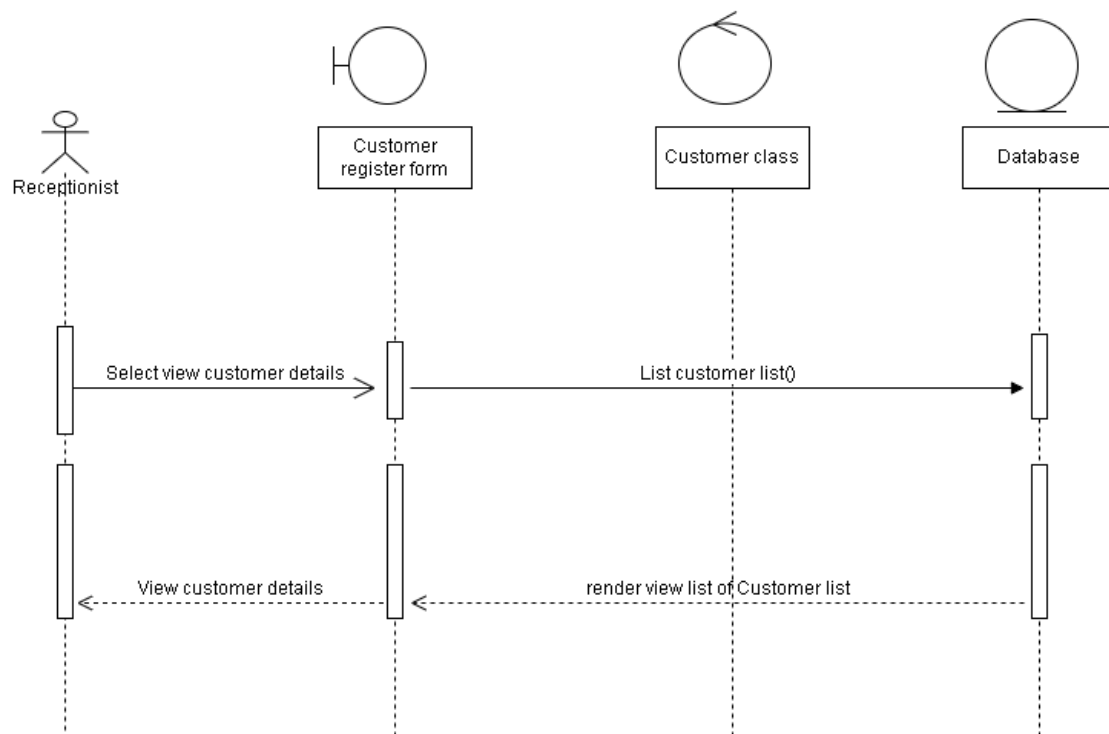 Receptionist
Customer
register form
Customer class
Database
Select view customer details
List customer list()
View customer details
render view list of Customer list